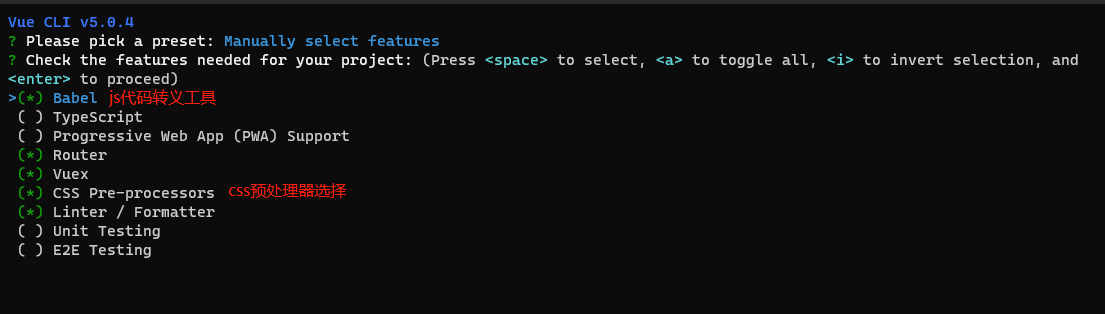 Vue CLI v5.0.4
? Please pick a preset: Manually select features
? Check the features needed for your project: (Press <space> to select, <a> to toggle all, <i> to invert selection, and
<enter> to proceed)
>(*) Babel js代码转义工具
( ) TypeScript
( ) Progressive Web App (PWA) Support
(*) Router
(*) Vuex
(*) CSS Pre-processors css预处理器选择
(*) Linter / Formatter
( ) Unit Testing
( ) E2E Testing